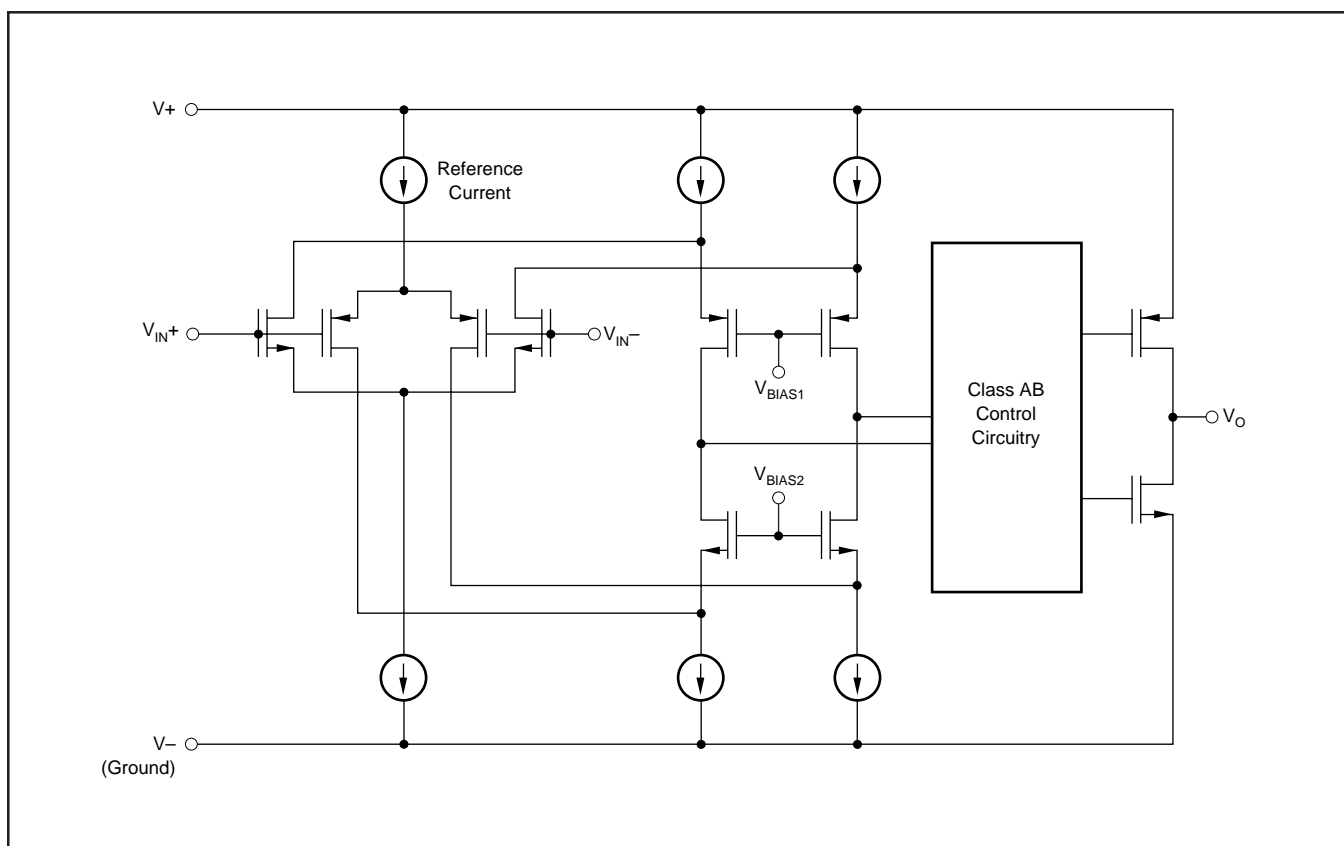 V+
Reference
Current
V_IN+
V_IN–
V_BIAS1
V_BIAS2
Class AB
Control
Circuitry
V_O
V–
(Ground)